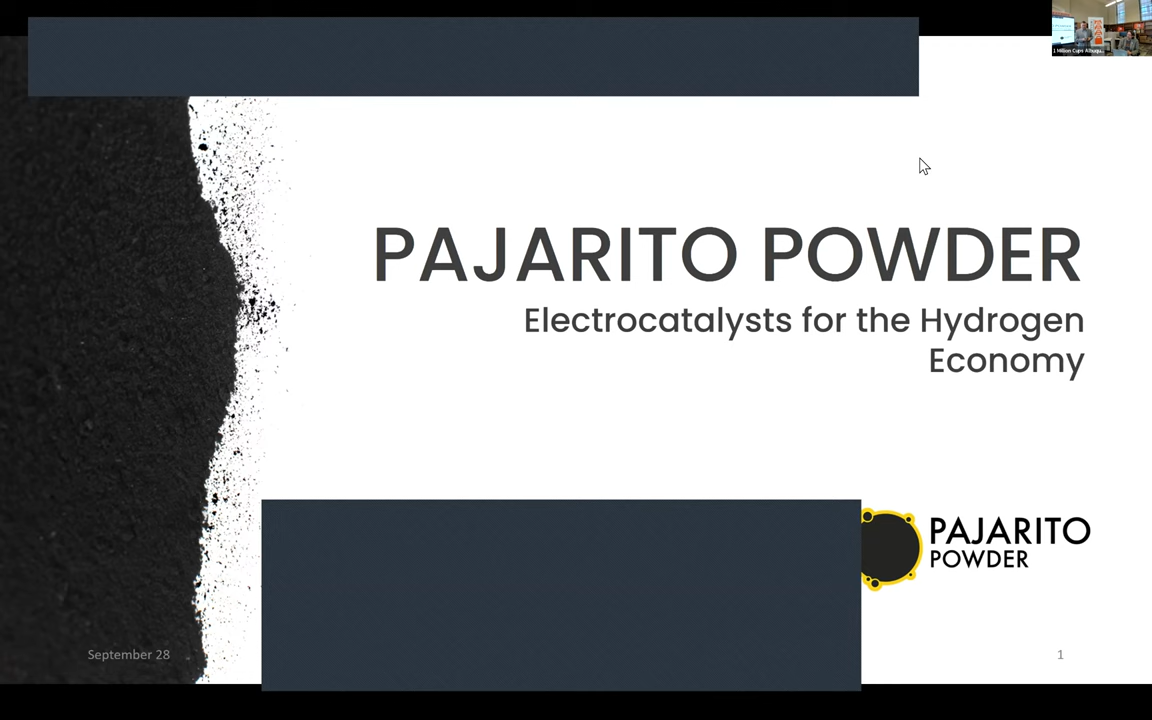 PAJARITO POWDER
Electrocatalysts for the Hydrogen
Economy
PAJARITO
POWDER
September 28
1